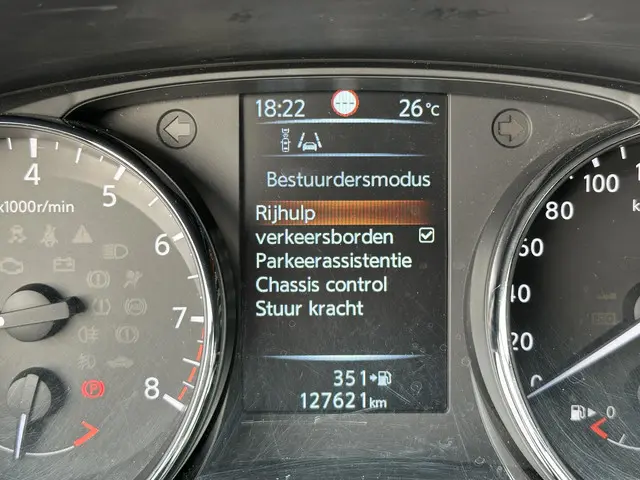 18:22 26°C
Bestuurdersmodus
Rijhulp
verkeersborden
Parkeerassistentie
Chassis control
Stuur kracht
351
127621 km
4
5
6
7
8
x1000r/min
100
80
60
40
20
0
0